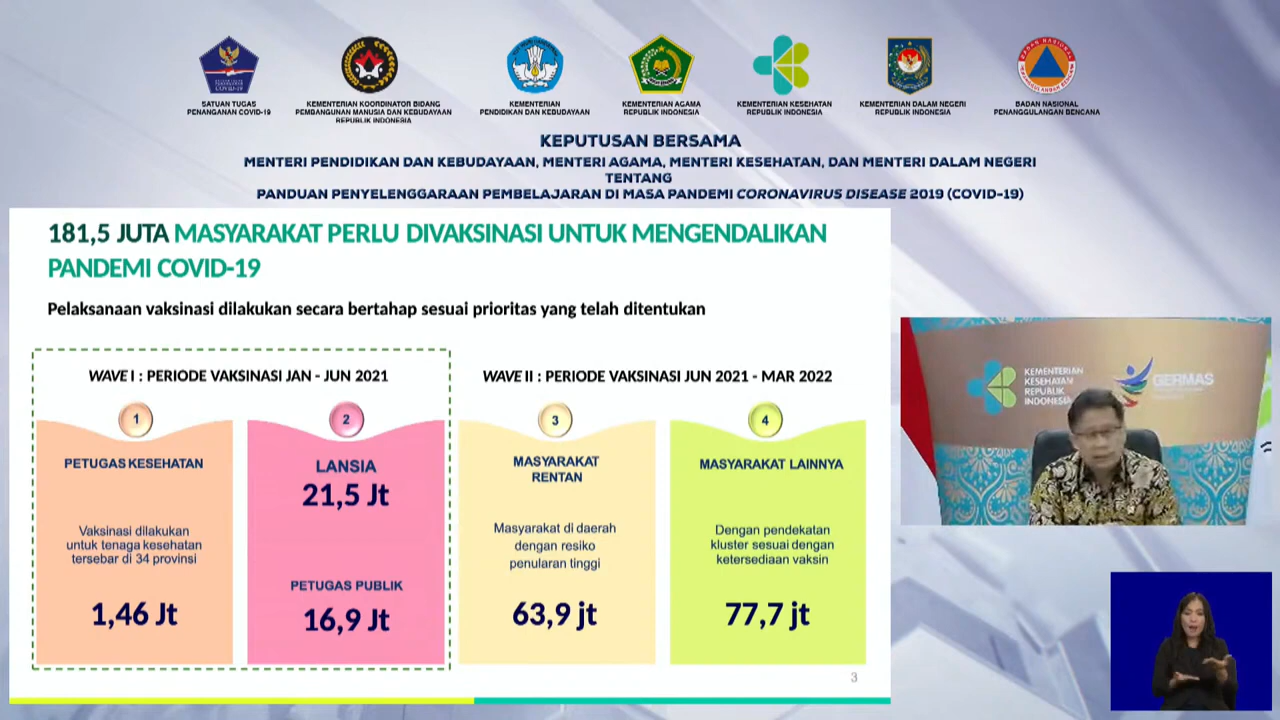 SATUAN TUGAS
PENANGANAN COVID-19
KEMENTERIAN KOORDINATOR BIDANG
PEMBANGUNAN MANUSIA DAN KEBUDAYAAN
REPUBLIK INDONESIA
KEMENTERIAN
PENDIDIKAN DAN KEBUDAYAAN
KEMENTERIAN AGAMA
REPUBLIK INDONESIA
KEMENTERIAN KESEHATAN
REPUBLIK INDONESIA
KEMENTERIAN DALAM NEGERI
REPUBLIK INDONESIA
BADAN NASIONAL
PENANGGULANGAN BENCANA
KEPUTUSAN BERSAMA
MENTERI PENDIDIKAN DAN KEBUDAYAAN, MENTERI AGAMA, MENTERI KESEHATAN, DAN MENTERI DALAM NEGERI
TENTANG
PANDUAN PENYELENGGARAAN PEMBELAJARAN DI MASA PANDEMI CORONAVIRUS DISEASE 2019 (COVID-19)
181,5 JUTA MASYARAKAT PERLU DIVAKSINASI UNTUK MENGENDALIKAN
PANDEMI COVID-19
Pelaksanaan vaksinasi dilakukan secara bertahap sesuai prioritas yang telah ditentukan
WAVE I : PERIODE VAKSINASI JAN - JUN 2021
1
PETUGAS KESEHATAN
Vaksinasi dilakukan
untuk tenaga kesehatan
tersebar di 34 provinsi
1,46 Jt
2
LANSIA
21,5 Jt
PETUGAS PUBLIK
16,9 Jt
WAVE II : PERIODE VAKSINASI JUN 2021 - MAR 2022
3
MASYARAKAT
RENTAN
Masyarakat di daerah
dengan resiko
penularan tinggi
63,9 jt
4
MASYARAKAT LAINNYA
Dengan pendekatan
kluster sesuai dengan
ketersediaan vaksin
77,7 jt
3
KEMENTERIAN
KESEHATAN
REPUBLIK
INDONESIA
GERMAS